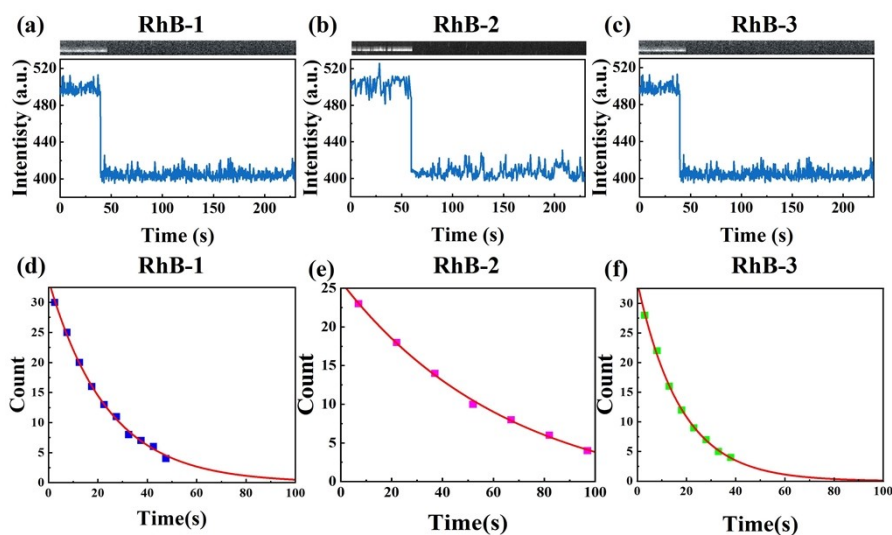 (a) RhB-1
(b) RhB-2
(c) RhB-3
Intentisty (a.u.)
520
480
440
400
0 50 100 150 200
Time (s)
Intentisty (a.u.)
520
480
440
400
0 50 100 150 200
Time (s)
Intentisty (a.u.)
520
480
440
400
0 50 100 150 200
Time (s)
(d) RhB-1
(e) RhB-2
(f) RhB-3
Count
30
25
20
15
10
5
0
0 20 40 60 80 100
Time(s)
Count
25
20
15
10
5
0
0 20 40 60 80 100
Time(s)
Count
30
25
20
15
10
5
0
0 20 40 60 80 100
Time(s)